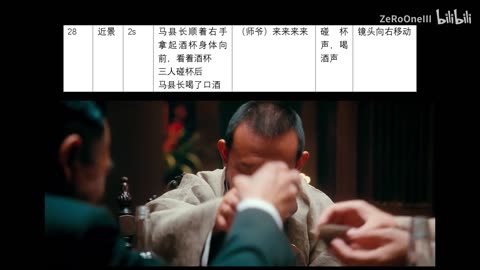 ZeRoOneIII bilibili
28 近景 2s 马县长顺着右手 (师爷)来来来来 碰杯 镜头向右移动
拿起酒杯身体向 声,喝
前,看着酒杯 酒声
三人碰杯后
马县长喝了口酒